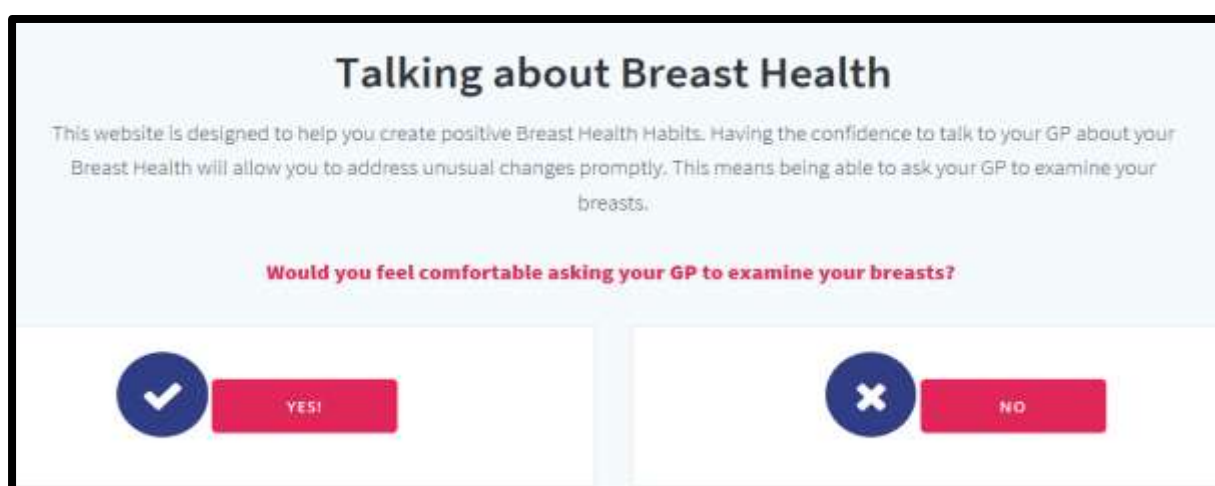 Talking about Breast Health
This website is designed to help you create positive Breast Health Habits. Having the confidence to talk to your GP about your
Breast Health will allow you to address unusual changes promptly. This means being able to ask your GP to examine your
breasts.
Would you feel comfortable asking your GP to examine your breasts?
YES!
NO